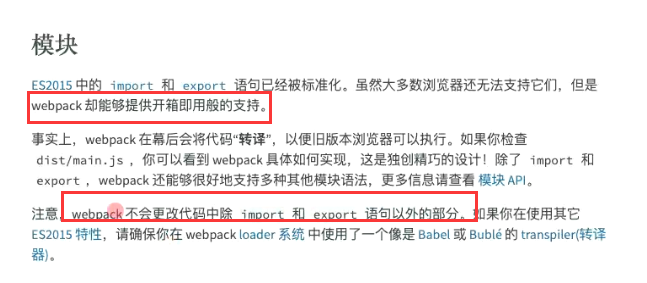 模块
ES2015 中的 import 和 export 语句已经被标准化。虽然大多数浏览器还无法支持它们，但是
webpack 却能够提供开箱即用般的支持。
事实上，webpack 在幕后会将代码“转译”，以便旧版本浏览器可以执行。如果你检查
dist/main.js ，你可以看到 webpack 具体如何实现，这是独创精巧的设计！除了 import 和
export ，webpack 还能够很好地支持多种其他模块语法，更多信息请查看 模块 API。
注意，webpack 不会更改代码中除 import 和 export 语句以外的部分。如果你在使用其它
ES2015 特性，请确保你在 webpack loader 系统 中使用了一个像是 Babel 或 Bublé 的 transpiler(转译
器)。